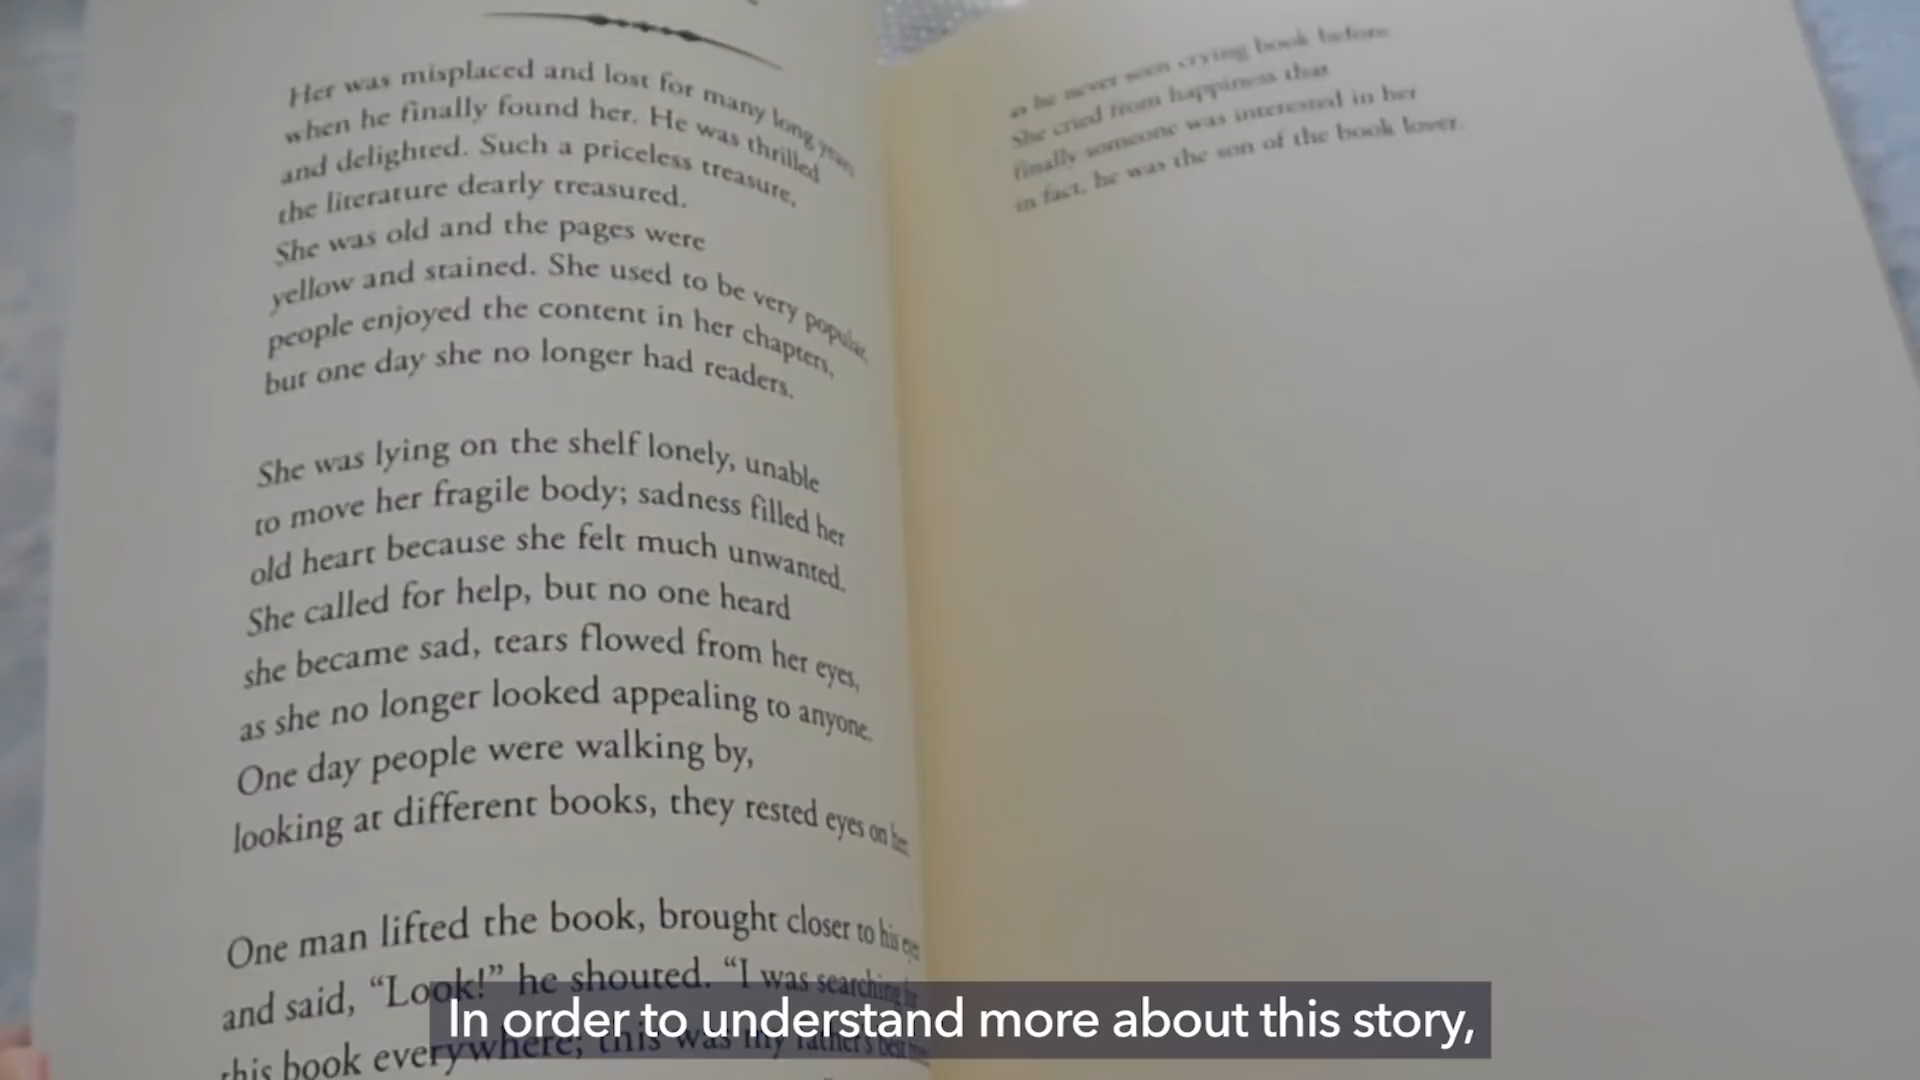 Her was misplaced and lost for many long years
when he finally found her. He was thrilled
and delighted. Such a priceless treasure,
the literature dearly treasured.
She was old and the pages were
yellow and stained. She used to be very popular,
people enjoyed the content in her chapters,
but one day she no longer had readers.
She was lying on the shelf lonely, unable
to move her fragile body; sadness filled her
old heart because she felt much unwanted.
She called for help, but no one heard
she became sad, tears flowed from her eyes,
as she no longer looked appealing to anyone.
One day people were walking by,
looking at different books, they rested eyes on her.
One man lifted the book, brought closer to his eyes
and said, “Look!” he shouted. “I was searching for
this book everywhere; this was my father's best
as he never seen crying book before
She cried from happiness that
finally someone was interested in her
in fact, he was the son of the book lover.
In order to understand more about this story,